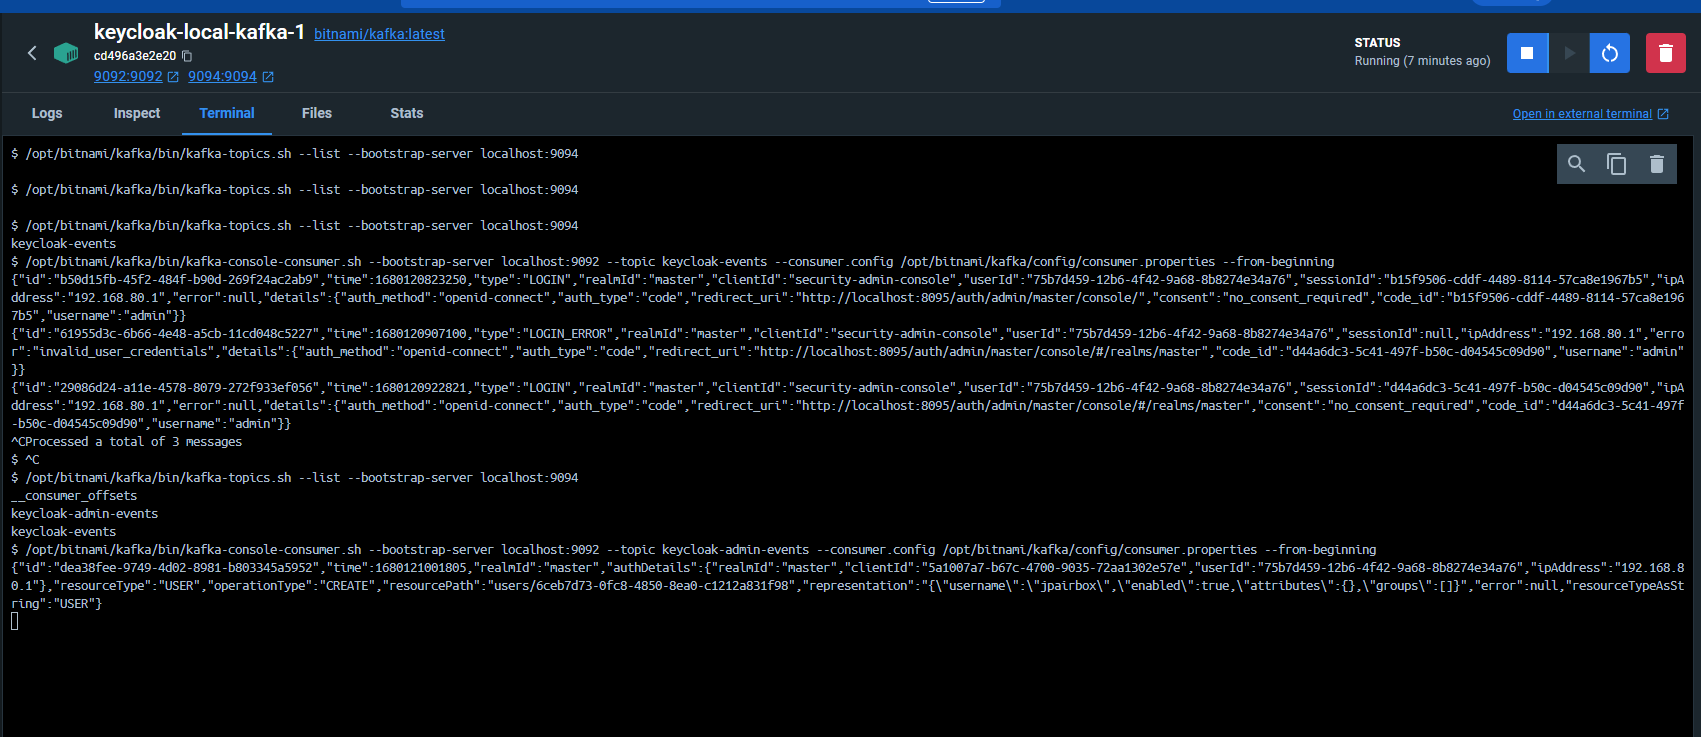 keycloak-local-kafka-1 bitnami/kafka:latest
cd496a3e2e20
9092:9092 9094:9094
STATUS
Running (7 minutes ago)
Logs Inspect Terminal Files Stats
Open in external terminal
$ /opt/bitnami/kafka/bin/kafka-topics.sh --list --bootstrap-server localhost:9094
$ /opt/bitnami/kafka/bin/kafka-topics.sh --list --bootstrap-server localhost:9094
$ /opt/bitnami/kafka/bin/kafka-topics.sh --list --bootstrap-server localhost:9094
keycloak-events
$ /opt/bitnami/kafka/bin/kafka-console-consumer.sh --bootstrap-server localhost:9092 --topic keycloak-events --consumer.config /opt/bitnami/kafka/config/consumer.properties --from-beginning
{"id":"b50d15fb-45f2-484f-b90d-269f24ac2ab9","time":1680120823250,"type":"LOGIN","realmId":"master","clientId":"security-admin-console","userId":"75b7d459-12b6-4f42-9a68-8b8274e34a76","sessionId":"b15f9506-cddf-4489-8114-57ca8e1967b5","ipA
ddress":"192.168.80.1","error":null,"details":{"auth_method":"openid-connect","auth_type":"code","redirect_uri":"http://localhost:8095/auth/admin/master/console/","consent":"no_consent_required","code_id":"b15f9506-cddf-4489-8114-57ca8e196
7b5","username":"admin"}}
{"id":"61955d3c-6b66-4e48-a5cb-11cd048c5227","time":1680120907100,"type":"LOGIN_ERROR","realmId":"master","clientId":"security-admin-console","userId":"75b7d459-12b6-4f42-9a68-8b8274e34a76","sessionId":null,"ipAddress":"192.168.80.1","erro
r":"invalid_user_credentials","details":{"auth_method":"openid-connect","auth_type":"code","redirect_uri":"http://localhost:8095/auth/admin/master/console/#/realms/master","code_id":"d44a6dc3-5c41-497f-b50c-d04545c09d90","username":"admin"
}}
{"id":"29086d24-a11e-4578-8079-272f933ef056","time":1680120922821,"type":"LOGIN","realmId":"master","clientId":"security-admin-console","userId":"75b7d459-12b6-4f42-9a68-8b8274e34a76","sessionId":"d44a6dc3-5c41-497f-b50c-d04545c09d90","ipA
ddress":"192.168.80.1","error":null,"details":{"auth_method":"openid-connect","auth_type":"code","redirect_uri":"http://localhost:8095/auth/admin/master/console/#/realms/master","consent":"no_consent_required","code_id":"d44a6dc3-5c41-497f
-b50c-d04545c09d90","username":"admin"}}
^CProcessed a total of 3 messages
$ ^C
$ /opt/bitnami/kafka/bin/kafka-topics.sh --list --bootstrap-server localhost:9094
__consumer_offsets
keycloak-admin-events
keycloak-events
$ /opt/bitnami/kafka/bin/kafka-console-consumer.sh --bootstrap-server localhost:9092 --topic keycloak-admin-events --consumer.config /opt/bitnami/kafka/config/consumer.properties --from-beginning
{"id":"dea38fee-9749-4d02-8981-b803345a5952","time":1680121001805,"realmId":"master","authDetails":{"realmId":"master","clientId":"5a1007a7-b67c-4700-9035-72aa1302e57e","userId":"75b7d459-12b6-4f42-9a68-8b8274e34a76","ipAddress":"192.168.8
0.1"},"resourceType":"USER","operationType":"CREATE","resourcePath":"users/6ceb7d73-0fc8-4850-8ea0-c1212a831f98","representation":"{\"username\":\"jpairbox\",\"enabled\":true,\"attributes\":{},\"groups\":[]}","error":null,"resourceTypeAsSt
ring":"USER"}